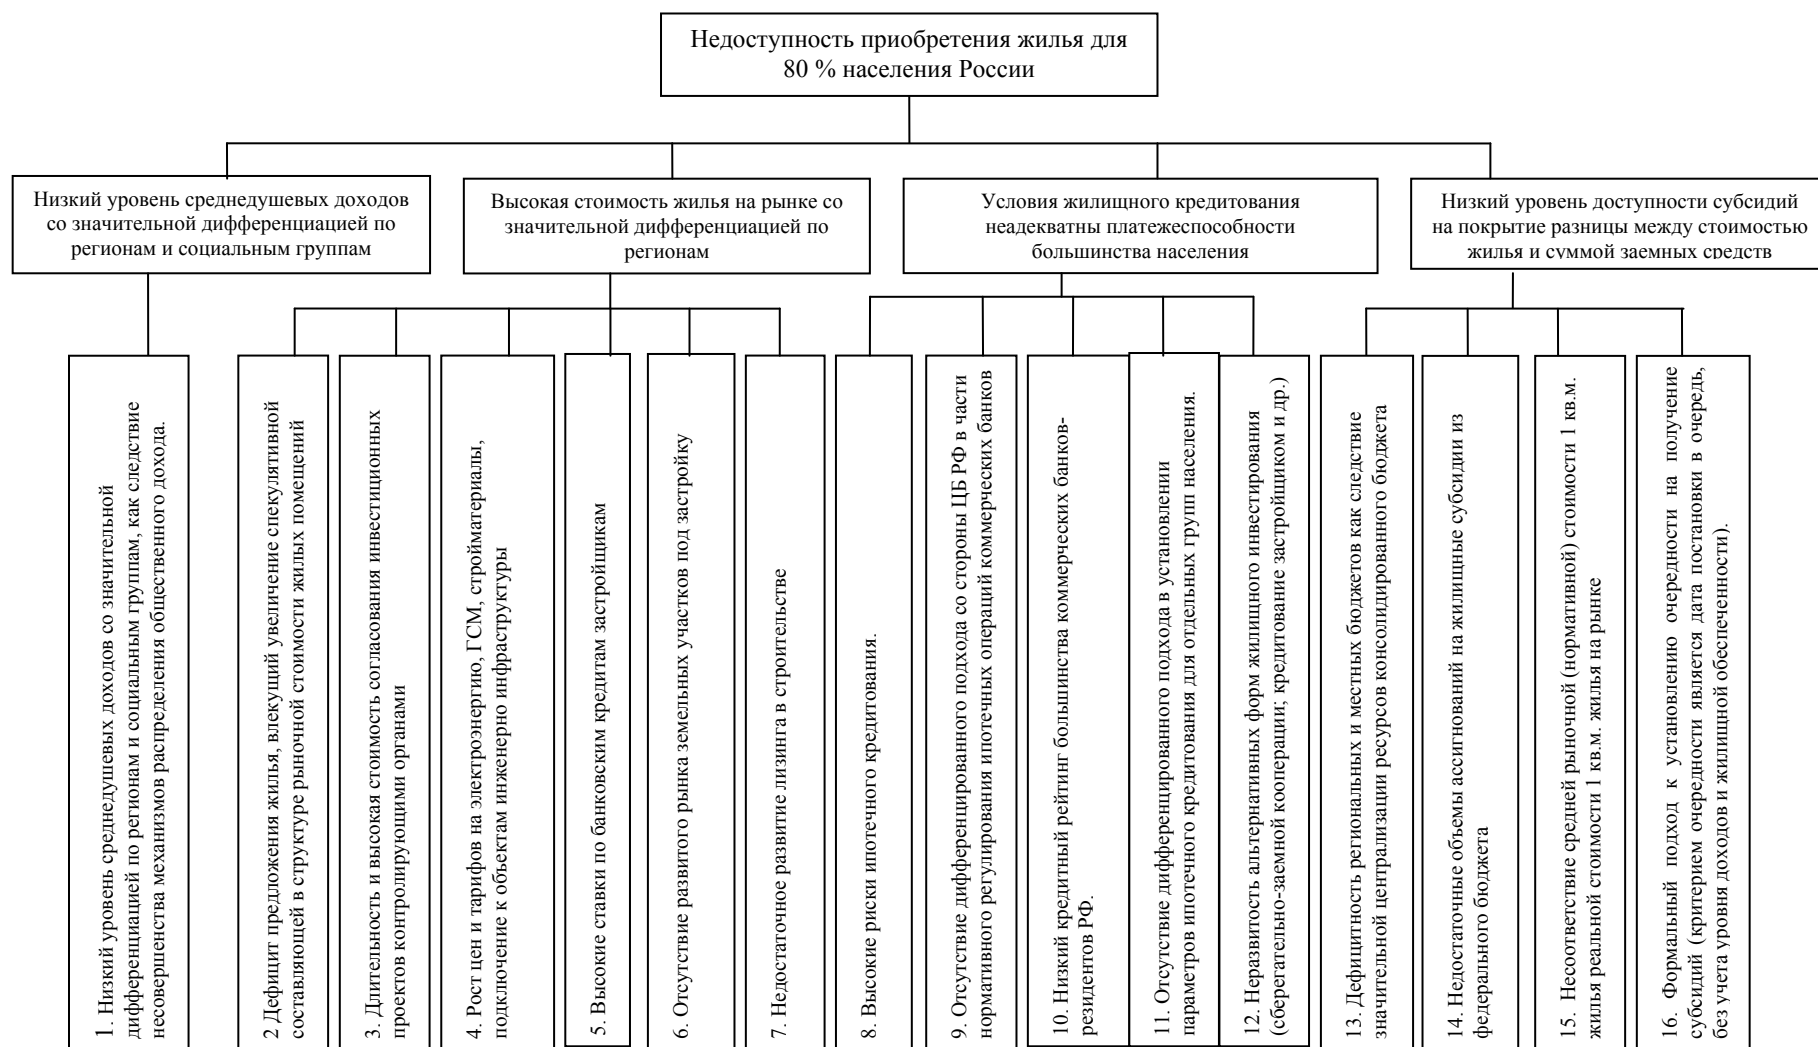 Недоступность приобретения жилья для
80 % населения России
Низкий уровень среднедушевых доходов
со значительной дифференциацией по
регионам и социальным группам
Высокая стоимость жилья на рынке со
значительной дифференциацией по
регионам
Условия жилищного кредитования
неадекватны платежеспособности
большинства населения
Низкий уровень доступности субсидий
на покрытие разницы между стоимостью
жилья и суммой заемных средств
1. Низкий уровень среднедушевых доходов со значительной
дифференциацией по регионам и социальным группам, как следствие
несовершенства механизмов распределения общественного дохода.
2 Дефицит предложения жилья, влекущий увеличение спекулятивной
составляющей в структуре рыночной стоимости жилых помещений
3. Длительность и высокая стоимость согласования инвестиционных
проектов контролирующими органами
4. Рост цен и тарифов на электроэнергию, ГСМ, стройматериалы,
подключение к объектам инженерно инфраструктуры
5. Высокие ставки по банковским кредитам застройщикам
6. Отсутствие развитого рынка земельных участков под застройку
7. Недостаточное развитие лизинга в строительстве
8. Высокие риски ипотечного кредитования.
9. Отсутствие дифференцированного подхода со стороны ЦБ РФ в части
нормативного регулирования ипотечных операций коммерческих банков
10. Низкий кредитный рейтинг большинства коммерческих банков-
резидентов РФ.
11. Отсутствие дифференцированного подхода в установлении
параметров ипотечного кредитования для отдельных групп населения.
12. Неразвитость альтернативных форм жилищного инвестирования
(сберегательно-заемной кооперации; кредитование застройщиком и др.)
13. Дефицитность региональных и местных бюджетов как следствие
значительной централизации ресурсов консолидированного бюджета
14. Недостаточные объемы ассигнований на жилищные субсидии из
федерального бюджета
15. Несоответствие средней рыночной (нормативной) стоимости 1 кв.м.
жилья реальной стоимости 1 кв.м. жилья на рынке
16. Формальный подход к установлению очередности на получение
субсидий (критерием очередности является дата постановки в очередь,
без учета уровня доходов и жилищной обеспеченности).